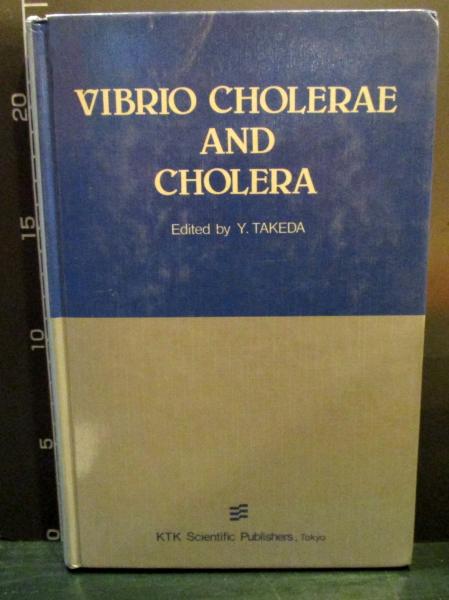 VIBRIO CHOLERAE
AND
CHOLERA
Edited by Y. TAKEDA
KTK Scientific Publishers, Tokyo
20
15
10
5
0